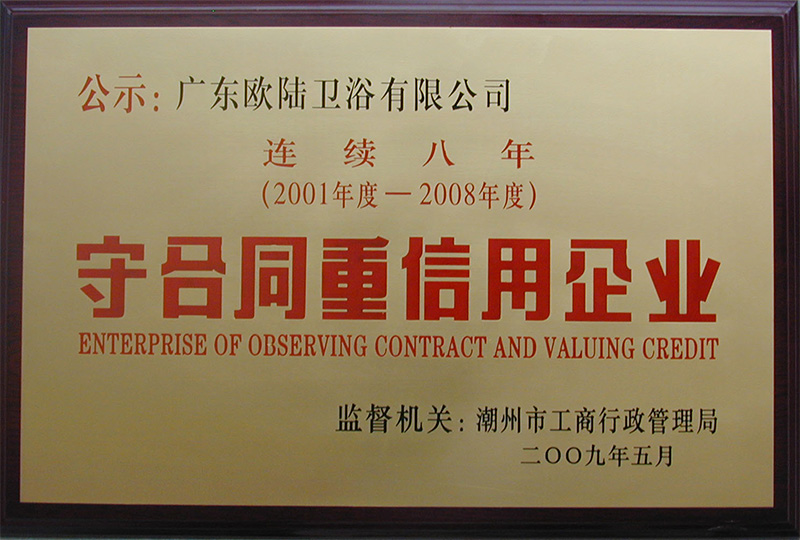 公示：广东欧陆卫浴有限公司
连续八年
（2001年度—2008年度）
守合同重信用企业
ENTERPRISE OF OBSERVING CONTRACT AND VALUING CREDIT
监督机关：潮州市工商行政管理局
二〇〇九年五月